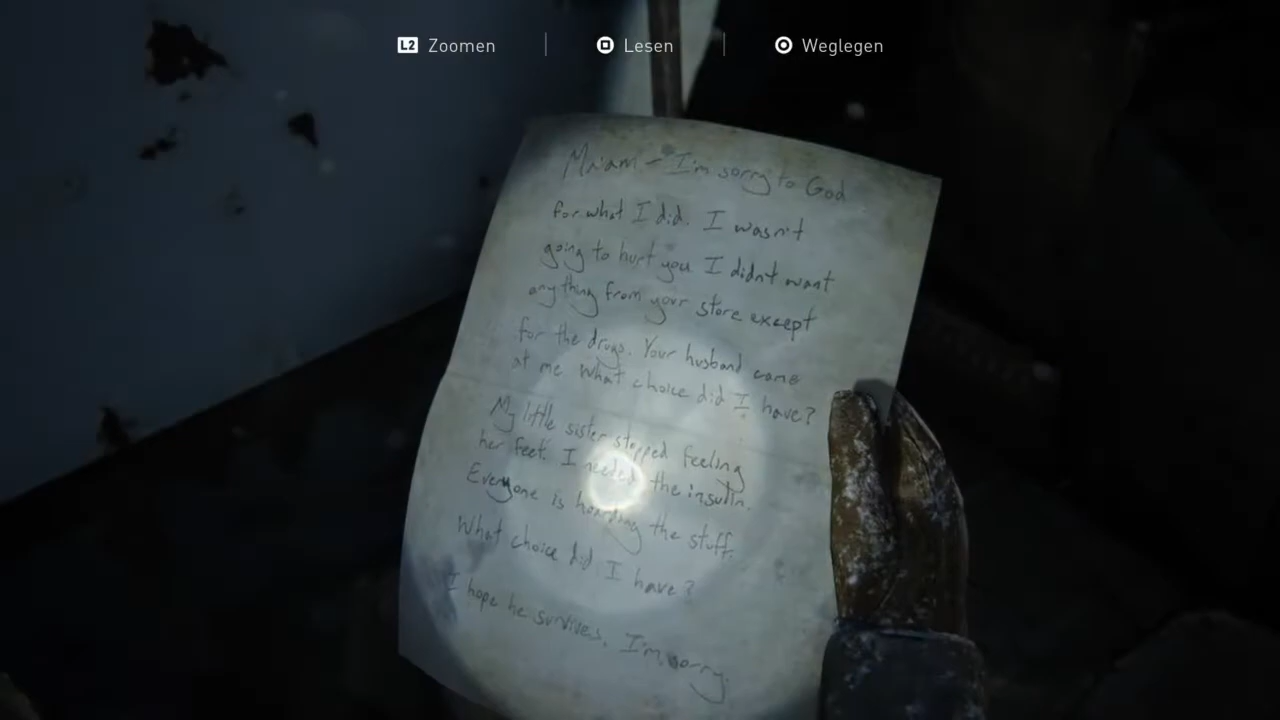 L2 Zoomen
Lesen
Weglegen
Ma'am - I'm sorry to God
for what I did. I wasn't
going to hurt you. I didn't want
anything from your store except
for the drugs. Your husband came
at me. What choice did I have?
My little sister stopped feeling
her feet. I needed the insulin.
Everyone is hoarding the stuff.
What choice did I have?
I hope he survives. I'm sorry.